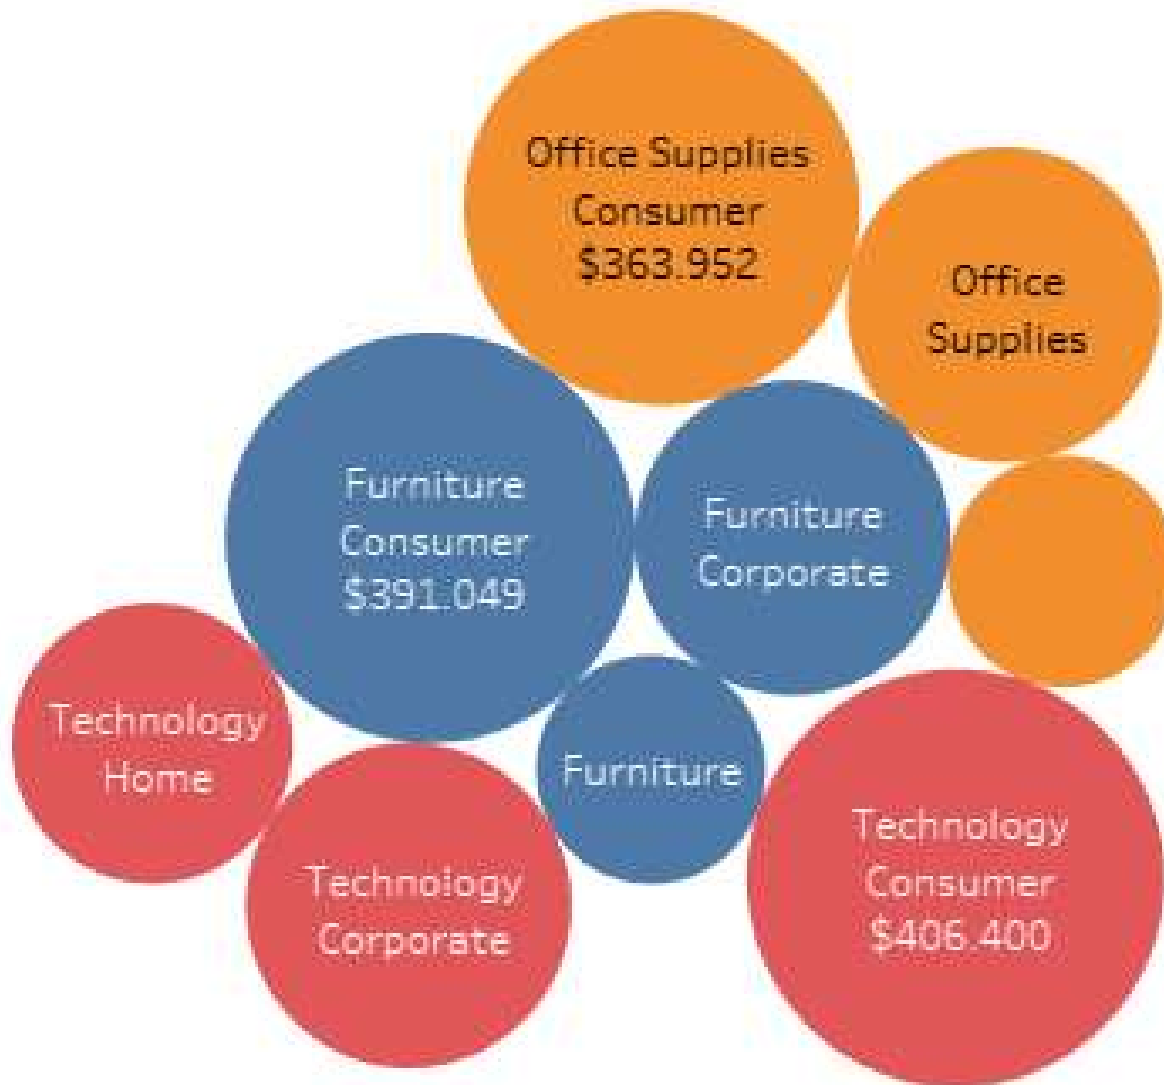 Office Supplies
Consumer
$363.952
Office
Supplies
Furniture
Consumer
$391.049
Furniture
Corporate
Technology
Home
Furniture
Technology
Corporate
Technology
Consumer
$406.400